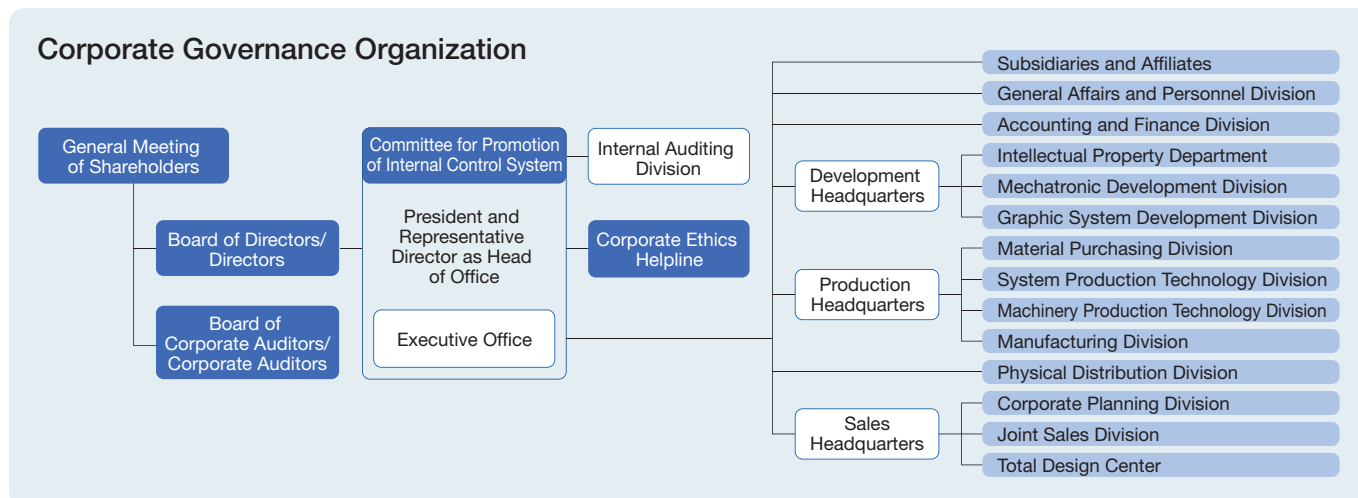 Corporate Governance Organization
General Meeting
of Shareholders
Board of Directors/
Directors
Board of
Corporate Auditors/
Corporate Auditors
Committee for Promotion
of Internal Control System
President and
Representative
Director as Head
of Office
Executive Office
Internal Auditing
Division
Corporate Ethics
Helpline
Development
Headquarters
Production
Headquarters
Sales
Headquarters
Subsidiaries and Affiliates
General Affairs and Personnel Division
Accounting and Finance Division
Intellectual Property Department
Mechatronic Development Division
Graphic System Development Division
Material Purchasing Division
System Production Technology Division
Machinery Production Technology Division
Manufacturing Division
Physical Distribution Division
Corporate Planning Division
Joint Sales Division
Total Design Center